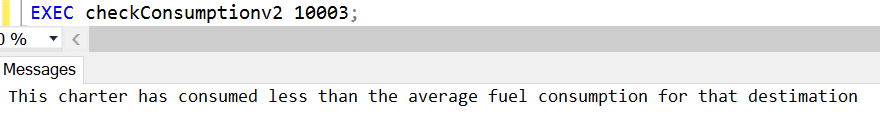 EXEC checkConsumptionv2 10003;
0 %
Messages
This charter has consumed less than the average fuel consumption for that destimation